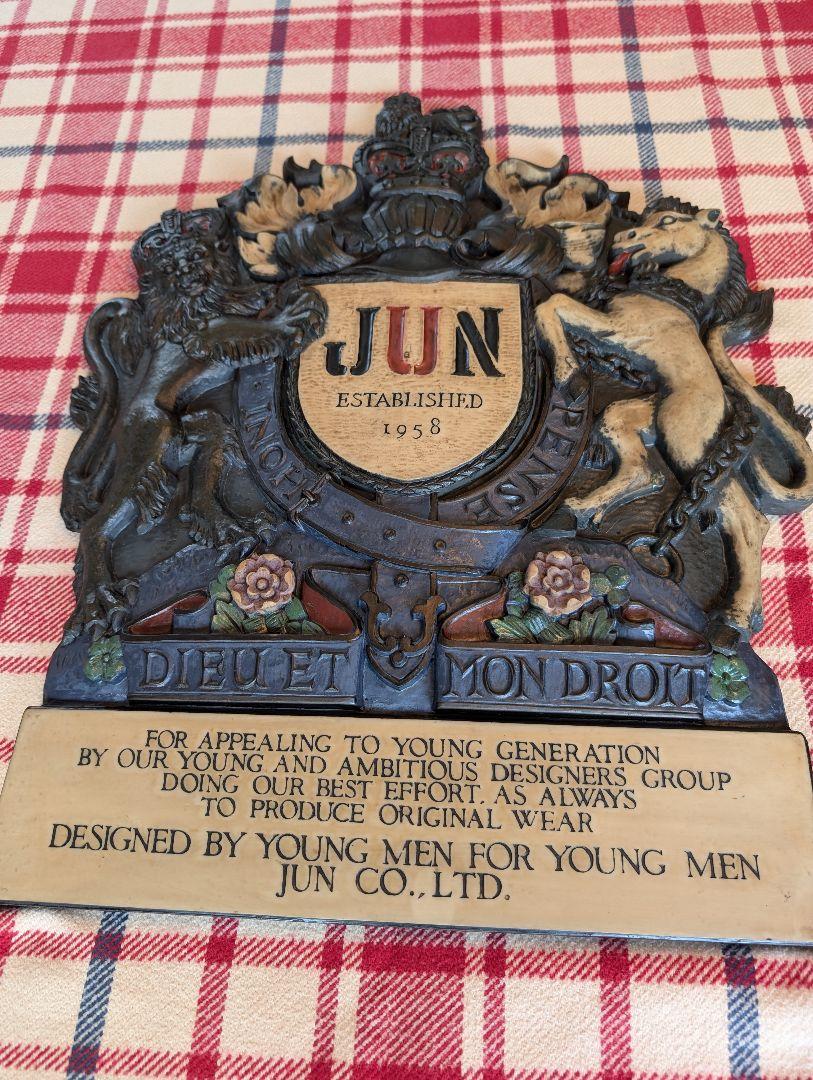 JUN
ESTABLISHED
1958
HONI
PENSE
DIEU ET
MON DROIT
FOR APPEALING TO YOUNG GENERATION
BY OUR YOUNG AND AMBITIOUS DESIGNERS GROUP
DOING OUR BEST EFFORT. AS ALWAYS
TO PRODUCE ORIGINAL WEAR
DESIGNED BY YOUNG MEN FOR YOUNG MEN
JUN CO., LTD.